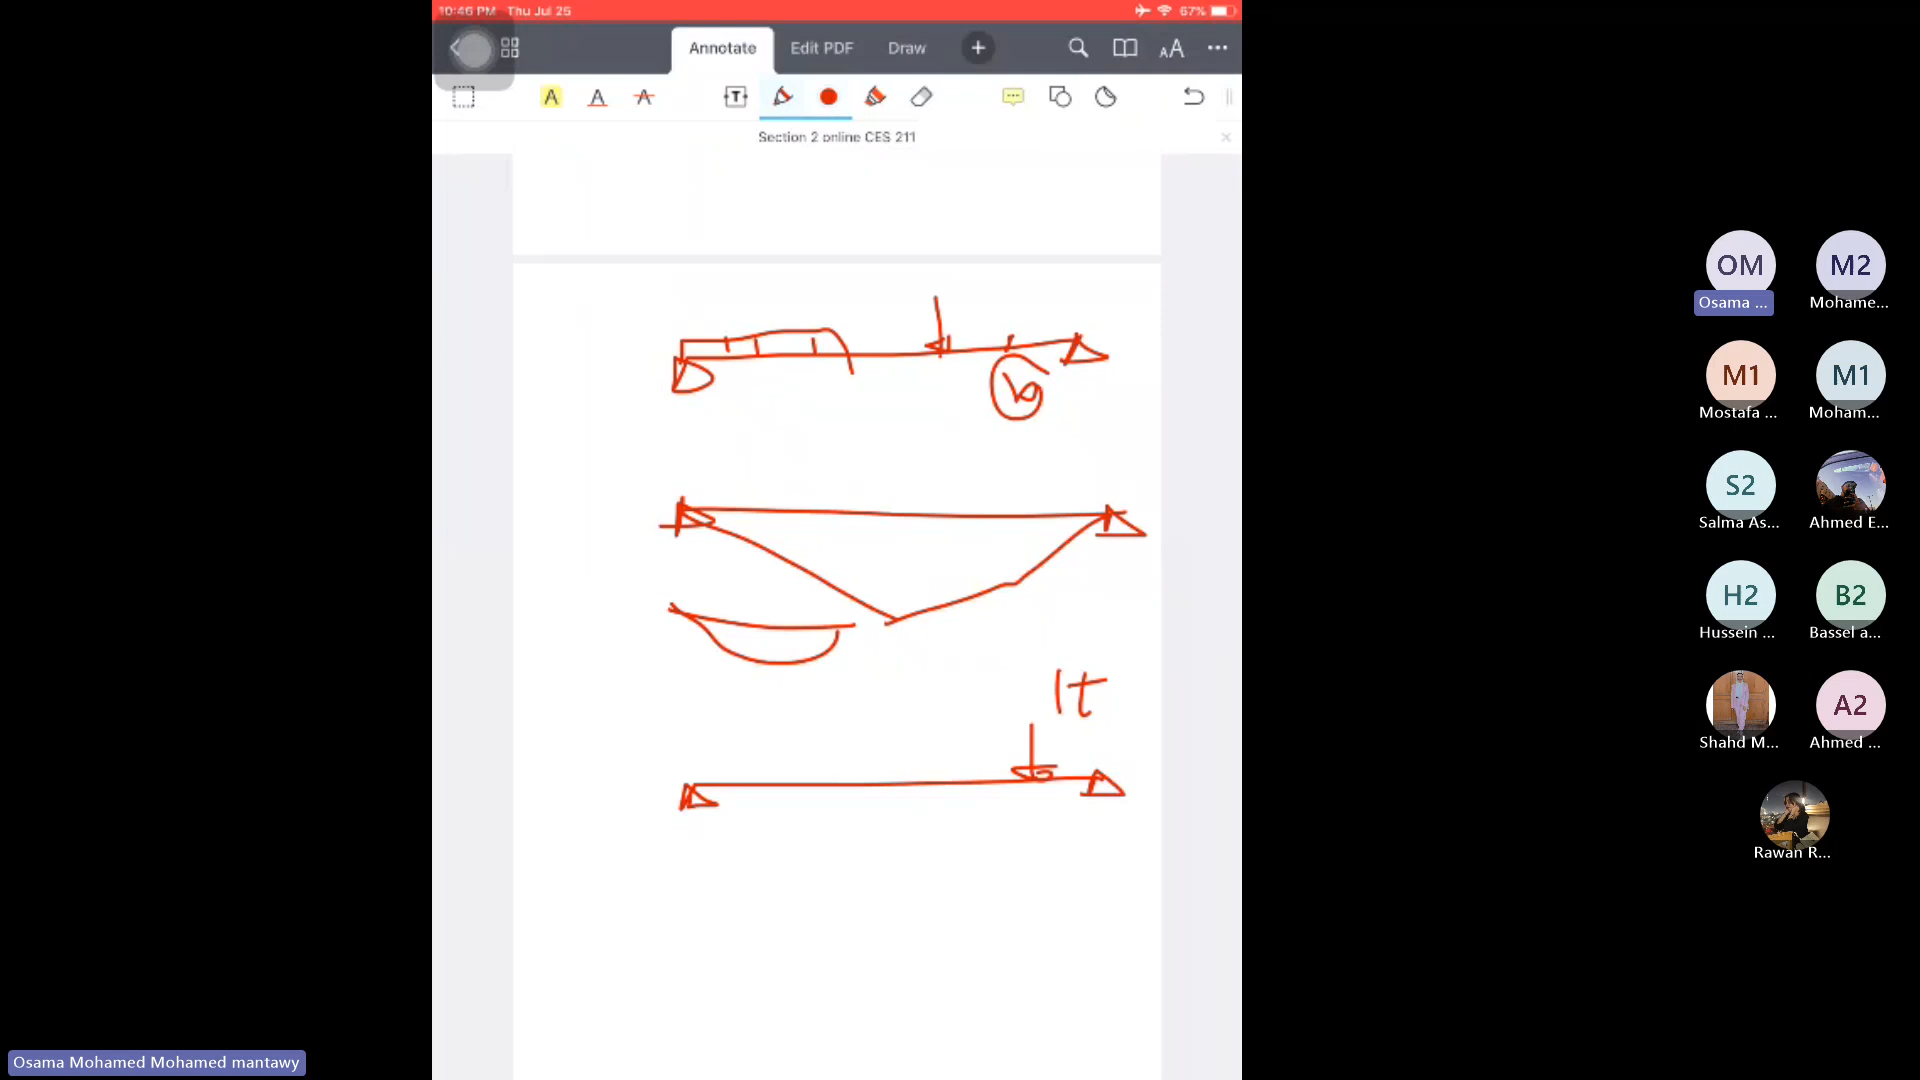 10:46 PM Thu Jul 25
67%
Annotate
Edit PDF
Draw
A A A T
AA
Section 2 online CES 211
b
1t
OM
Osama ...
M2
Mohame...
M1
Mostafa ...
M1
Moham...
S2
Salma As...
Ahmed E...
H2
Hussein ...
B2
Bassel a...
Shahd M...
A2
Ahmed ...
Rawan R...
Osama Mohamed Mohamed mantawy